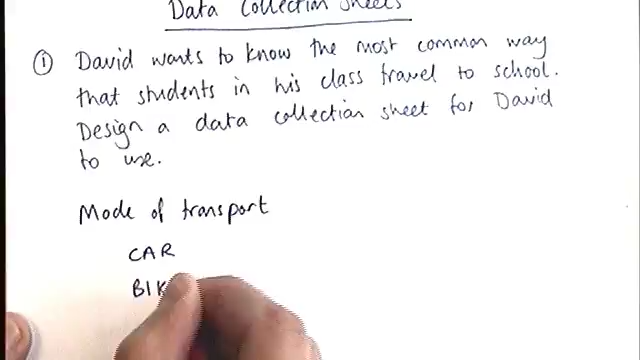 Data Collection Sheets
① David wants to know the most common way
that students in his class travel to school.
Design a data collection sheet for David
to use.
Mode of transport
CAR
BIK